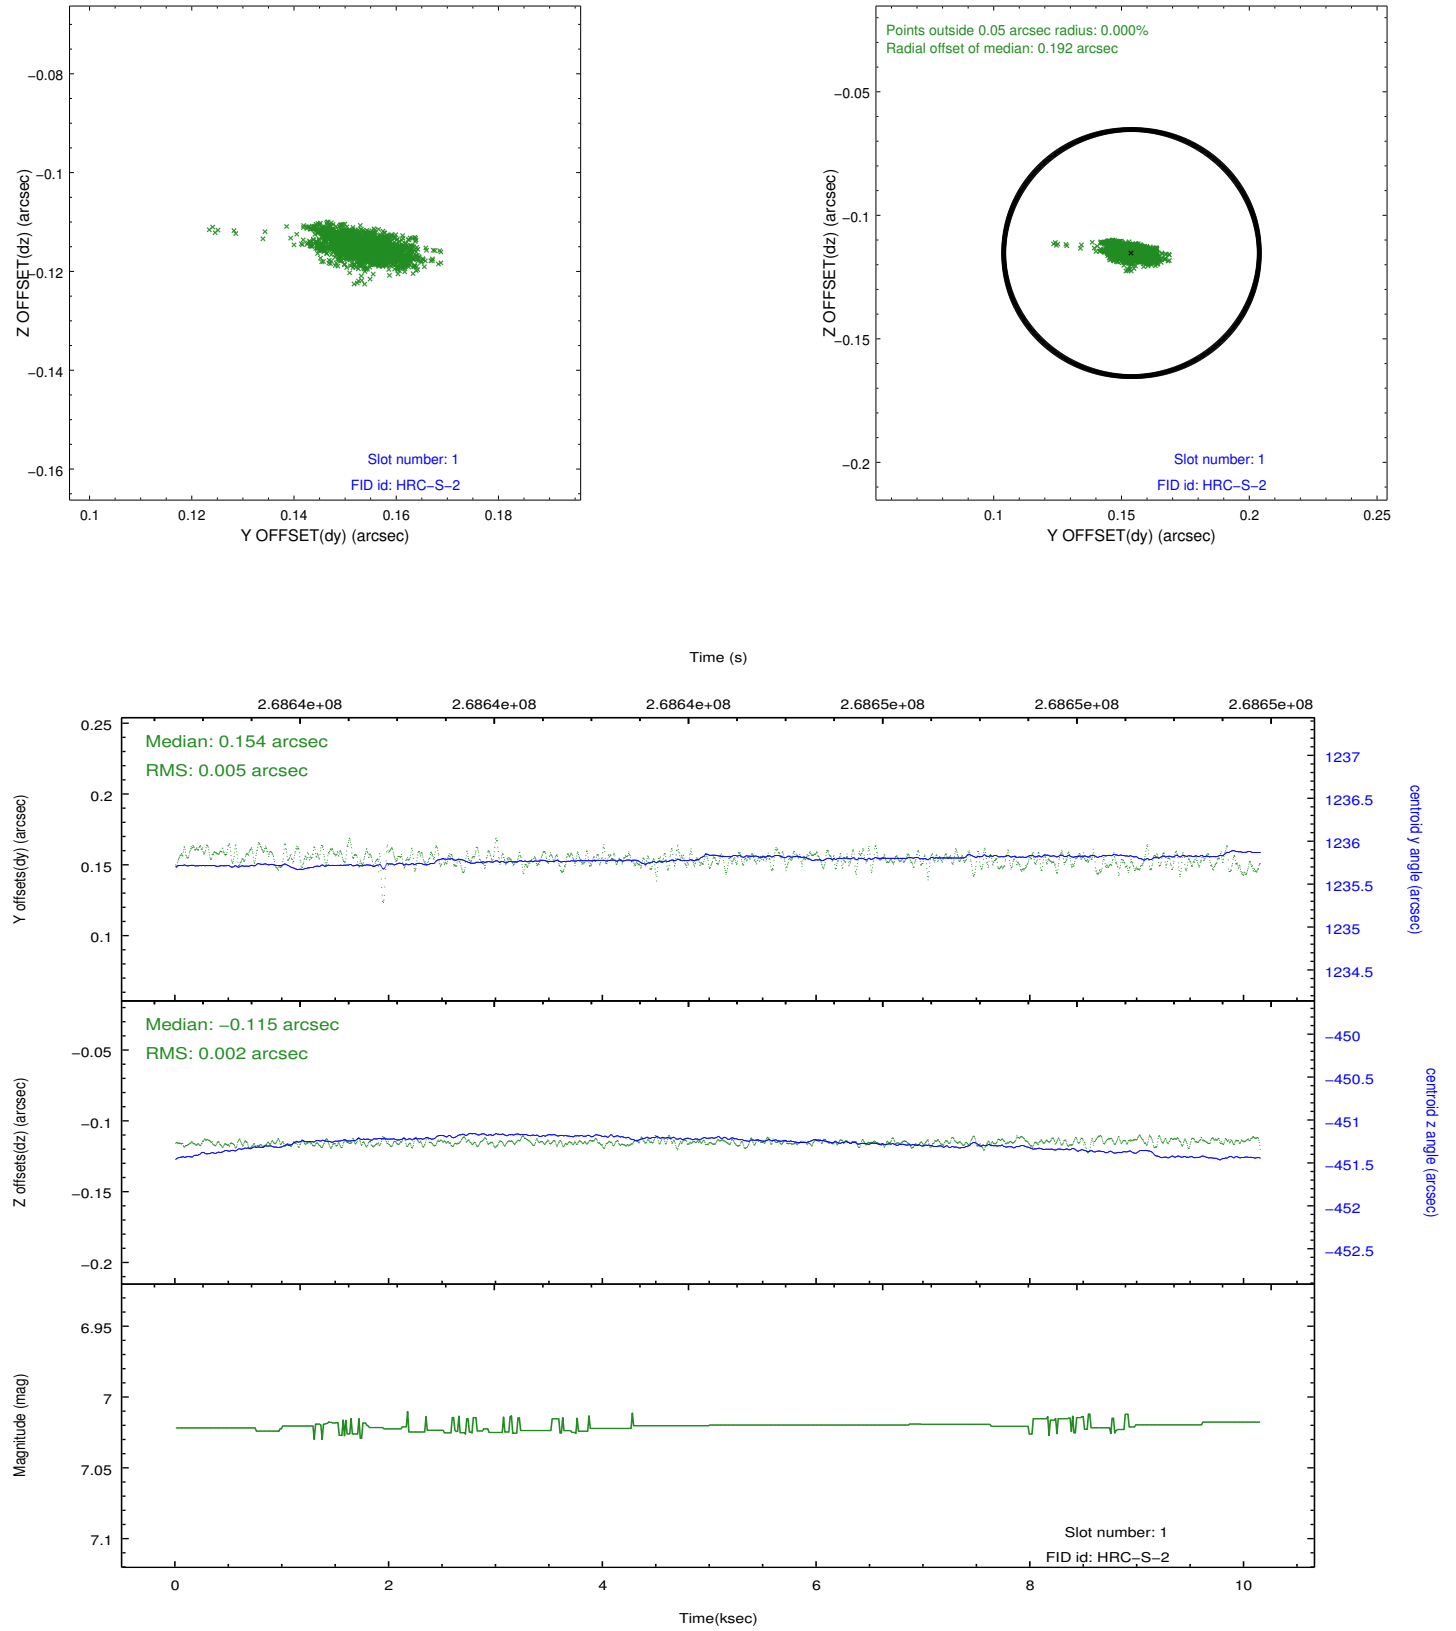 −0.08
−0.1
−0.12
−0.14
−0.16
Z OFFSET(dz) (arcsec)
Slot number: 1
FID id: HRC−S−2
0.1 0.12 0.14 0.16 0.18
Y OFFSET(dy) (arcsec)
Points outside 0.05 arcsec radius: 0.000%
Radial offset of median: 0.192 arcsec
−0.05
−0.1
−0.15
−0.2
Z OFFSET(dz) (arcsec)
Slot number: 1
FID id: HRC−S−2
0.1 0.15 0.2 0.25
Y OFFSET(dy) (arcsec)
Time (s)
2.6864e+08 2.6864e+08 2.6864e+08 2.6865e+08 2.6865e+08 2.6865e+08
Median: 0.154 arcsec
RMS: 0.005 arcsec
0.25
0.2
0.15
0.1
Y offsets(dy) (arcsec)
1237
1236.5
1236
1235.5
1235
1234.5
centroid y angle (arcsec)
Median: −0.115 arcsec
RMS: 0.002 arcsec
−0.05
−0.1
−0.15
−0.2
Z offsets(dz) (arcsec)
−450
−450.5
−451
−451.5
−452
−452.5
centroid z angle (arcsec)
6.95
7
7.05
7.1
Magnitude (mag)
Slot number: 1
FID id: HRC−S−2
0 2 4 6 8 10
Time(ksec)